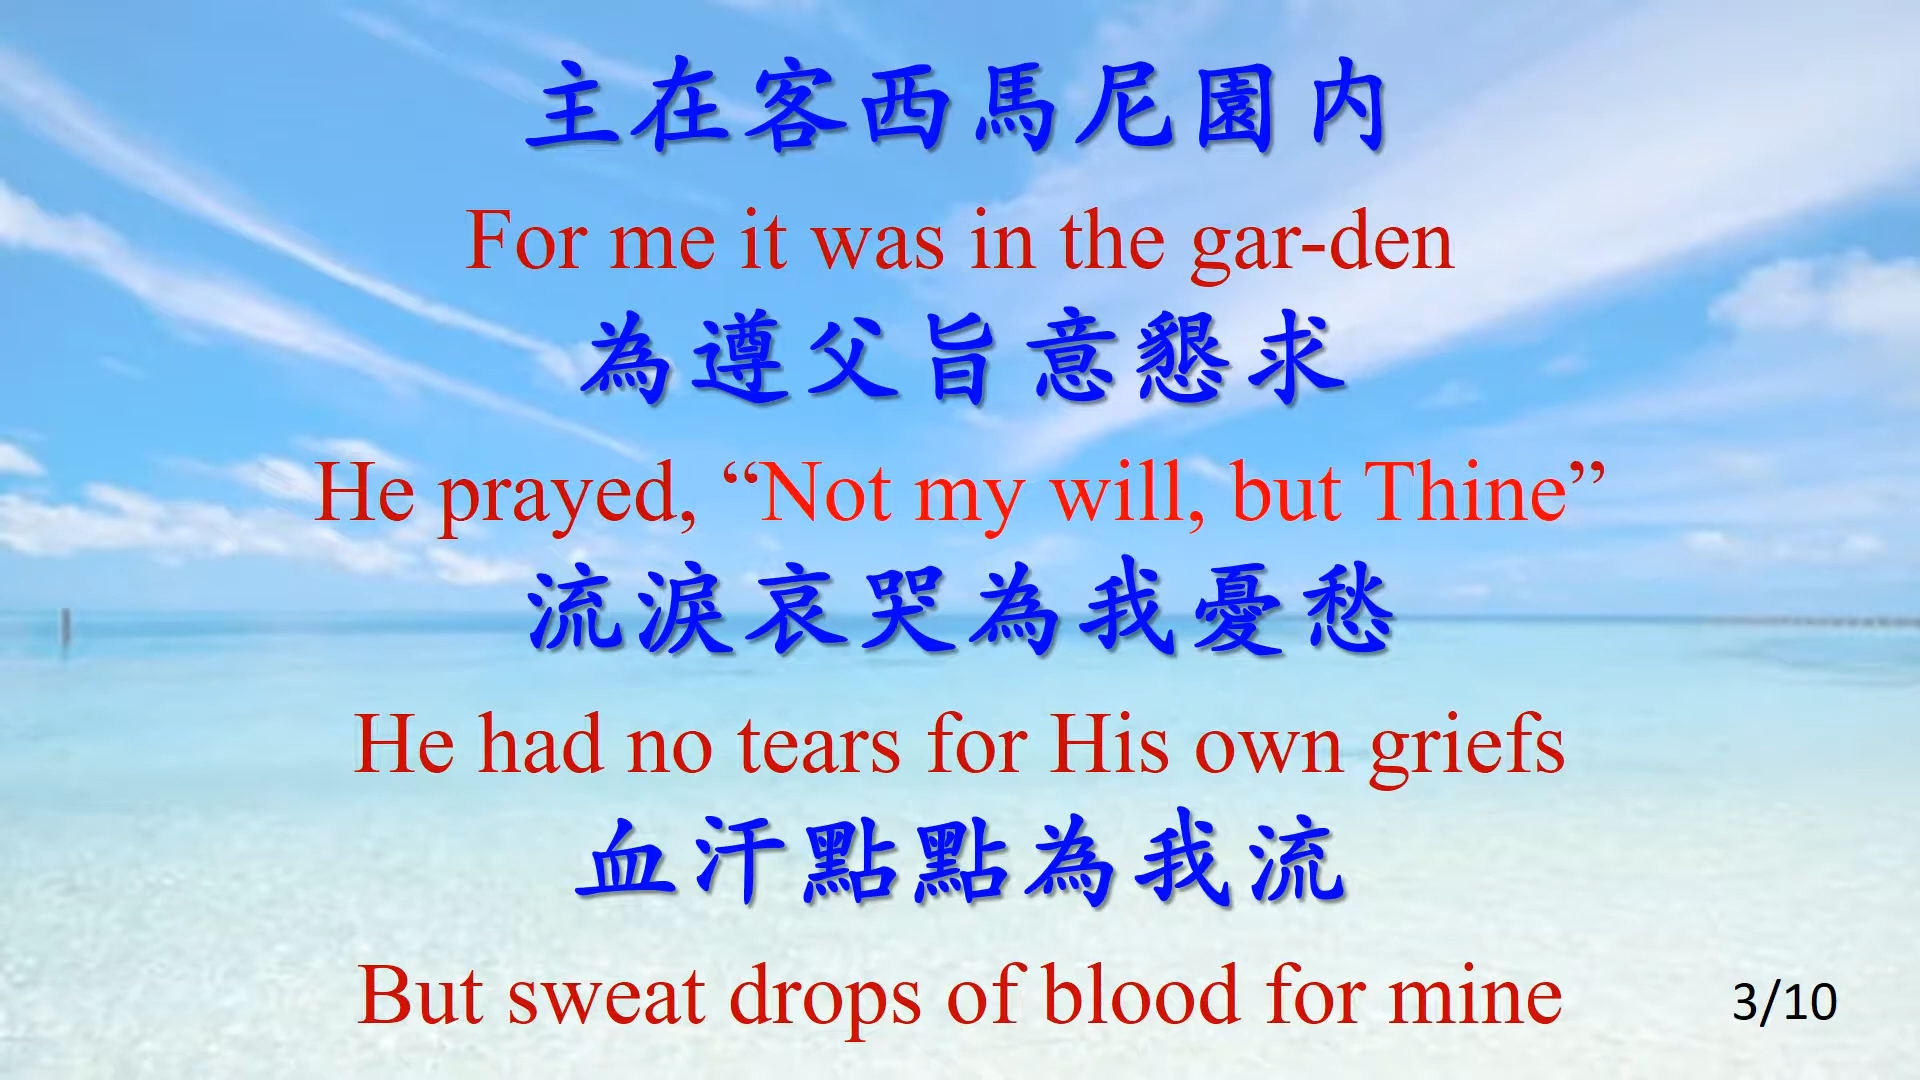 主在客西馬尼園内
For me it was in the gar-den
為遵父旨意懇求
He prayed, “Not my will, but Thine”
流淚哀哭為我憂愁
He had no tears for His own griefs
血汗點點為我流
But sweat drops of blood for mine
3/10